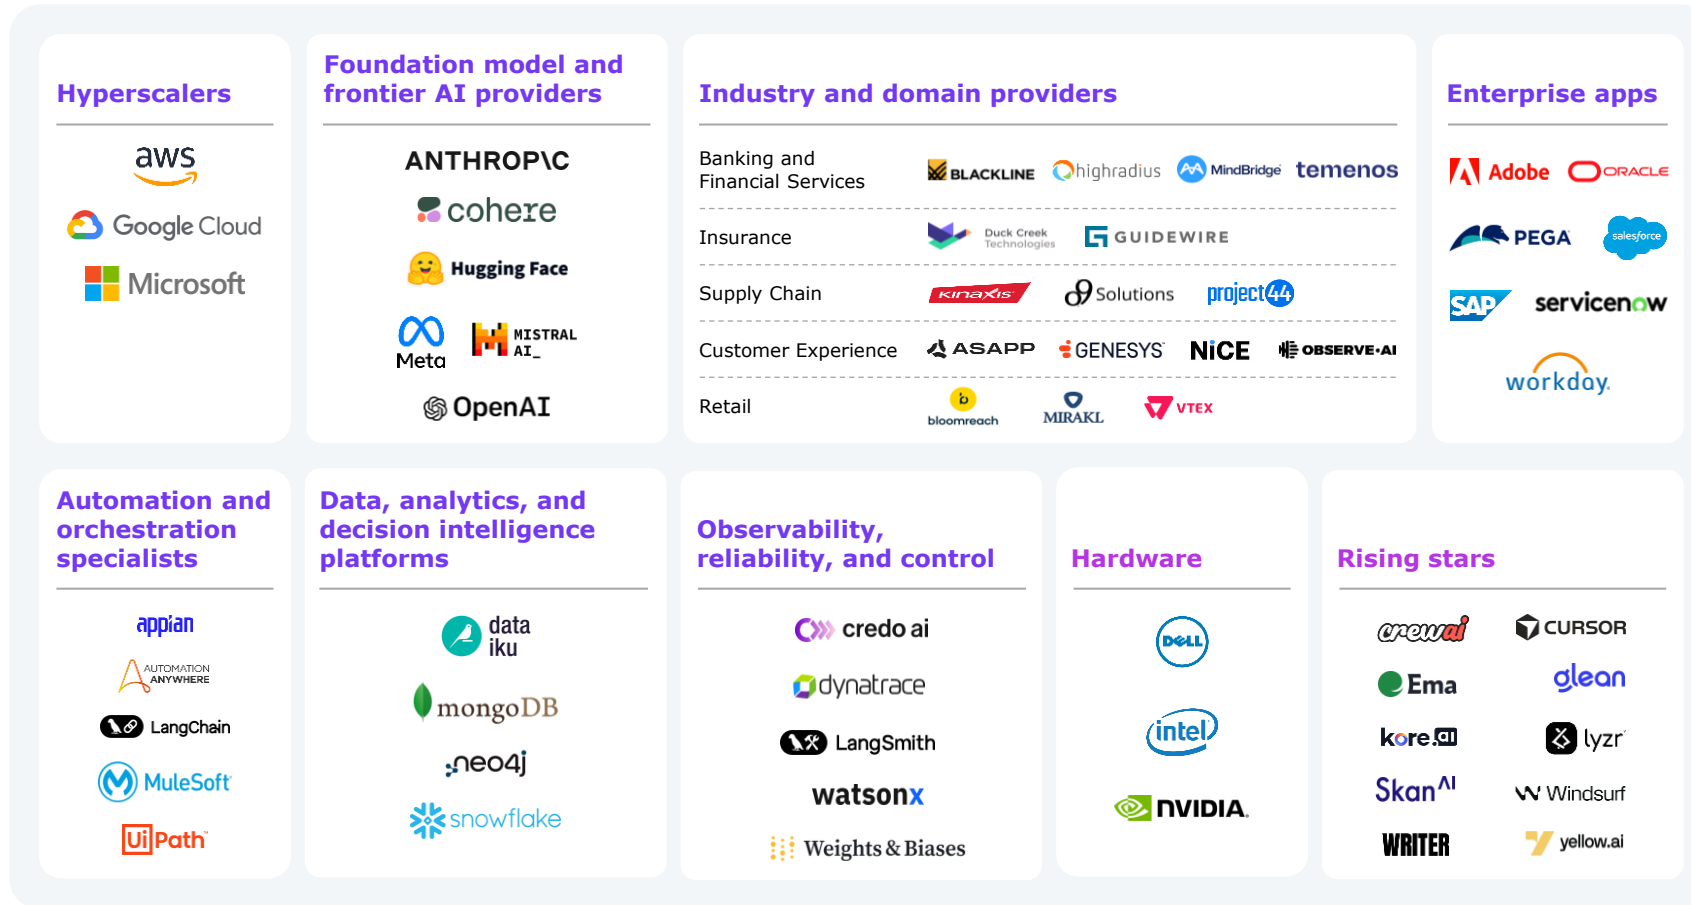 Hyperscalers
aws
Google Cloud
Microsoft
Foundation model and
frontier AI providers
ANTHROP\C
cohere
Hugging Face
Meta
MISTRAL
AI_
OpenAI
Industry and domain providers
Banking and
Financial Services
BLACKLINE
highradius
MindBridge
temenos
Insurance
Duck Creek
Technologies
GUIDEWIRE
Supply Chain
KINAXIS
o9 Solutions
project44
Customer Experience
ASAPP
GENESYS
NiCE
OBSERVE•AI
Retail
b
bloomreach
MIRAKL
VTEX
Enterprise apps
Adobe
ORACLE
PEGA
salesforce
SAP
servicenow
workday.
Automation and
orchestration
specialists
appian
AUTOMATION
ANYWHERE
LangChain
MuleSoft
UiPath™
Data, analytics, and
decision intelligence
platforms
data
iku
mongoDB
neo4j
snowflake
Observability,
reliability, and control
credo ai
dynatrace
LangSmith
watsonx
Weights & Biases
Hardware
DELL
intel
NVIDIA.
Rising stars
crewai
CURSOR
Ema
glean
kore.ai
lyzr
Skan AI
Windsurf
WRITER
yellow.ai